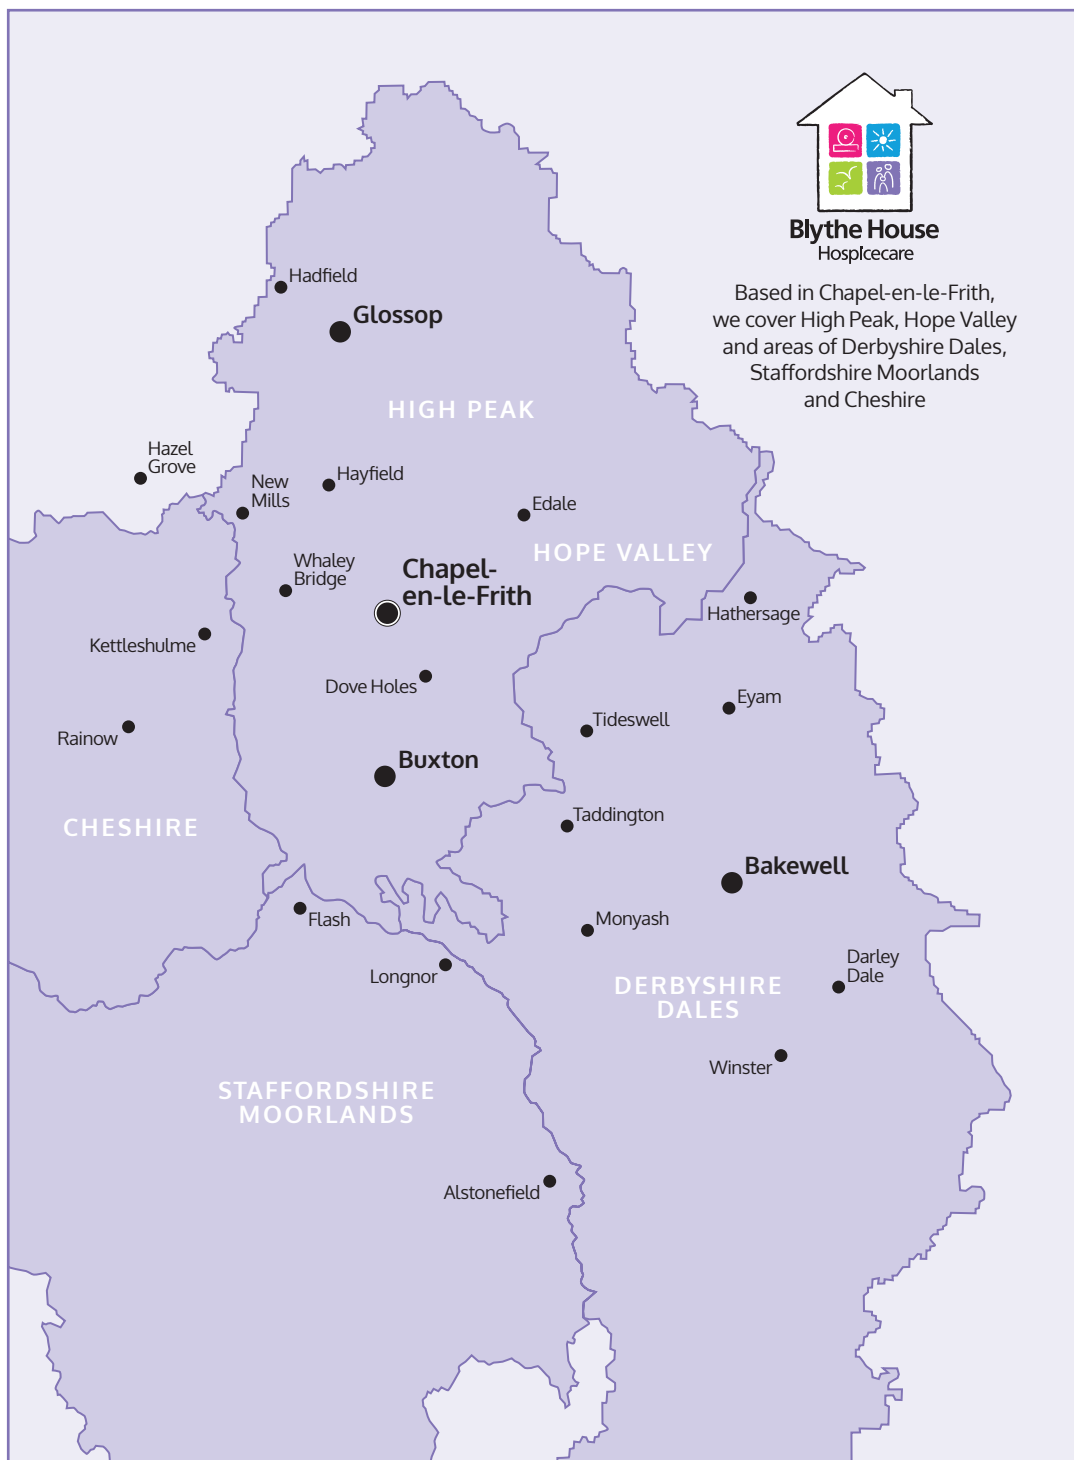 Blythe House
Hospicecare
Based in Chapel-en-le-Frith,
we cover High Peak, Hope Valley
and areas of Derbyshire Dales,
Staffordshire Moorlands
and Cheshire
Hadfield
Glossop
HIGH PEAK
Hazel
Grove
New
Mills
Hayfield
Edale
HOPE VALLEY
Whaley
Bridge
Chapel-
en-le-Frith
Hathersage
Kettleshulme
Dove Holes
Eyam
Tideswell
Rainow
Buxton
Taddington
CHESHIRE
Bakewell
Flash
Monyash
Longnor
Darley
Dale
DERBYSHIRE
DALES
Winster
STAFFORDSHIRE
MOORLANDS
Alstonefield